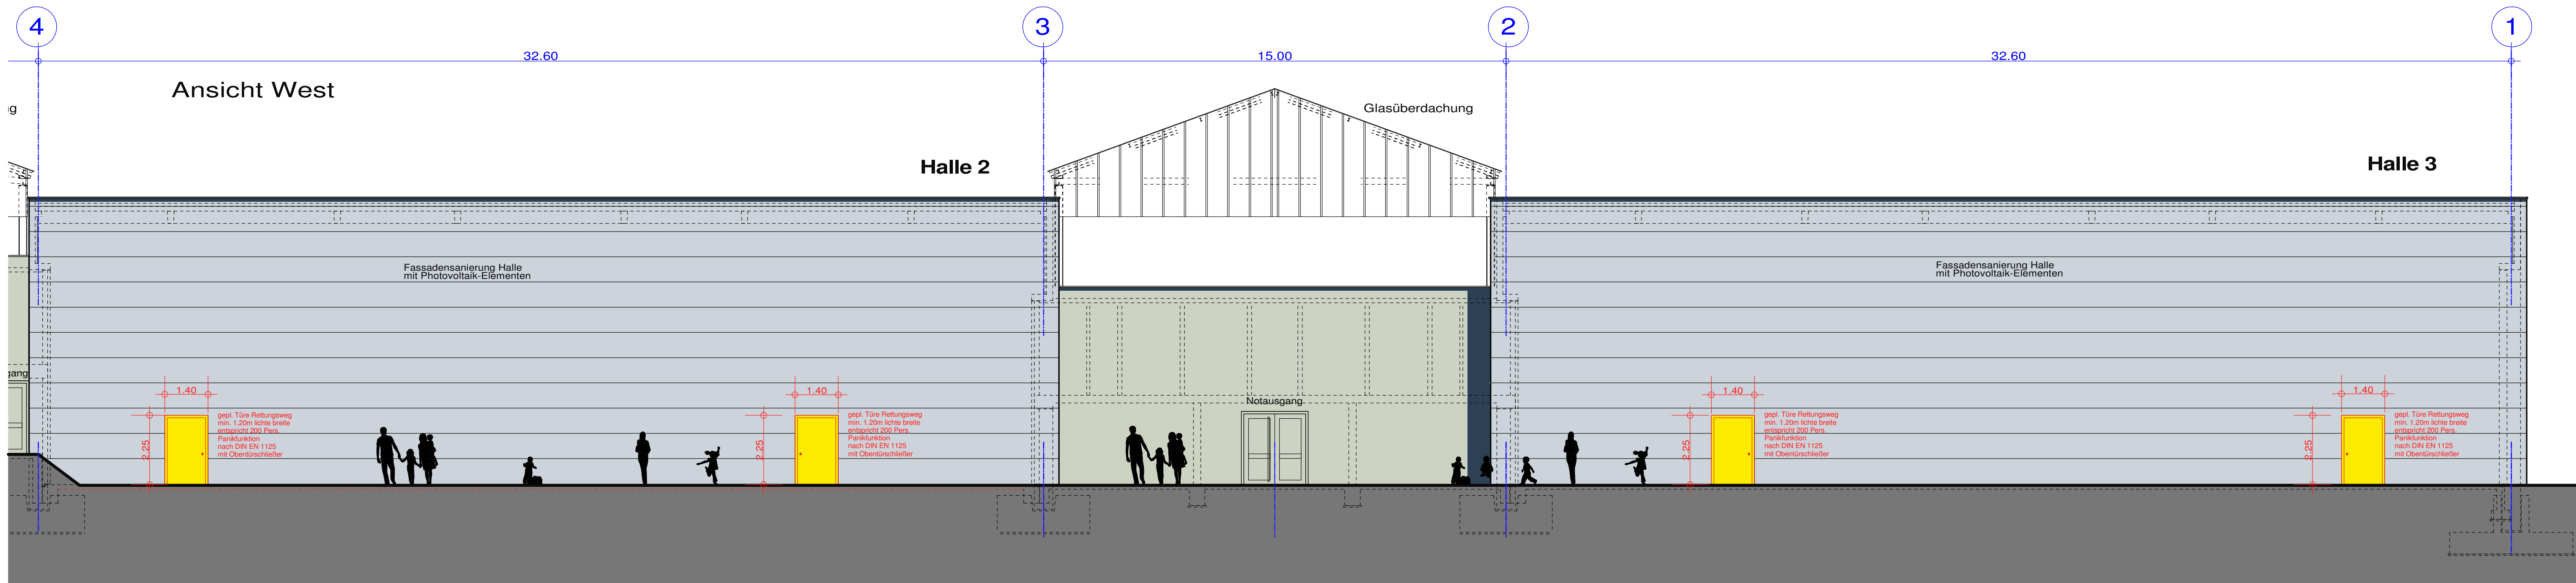 4
3
2
1
32.60
15.00
32.60
Ansicht West
Glasüberdachung
Halle 2
Halle 3
Fassadensanierung Halle
mit Photovoltaik-Elementen
Fassadensanierung Halle
mit Photovoltaik-Elementen
Notausgang
1.40
2.25
gepl. Türe Rettungsweg
min. 1.20m lichte breite
entspricht 200 Pers.
Panikfunktion
nach DIN EN 1125
mit Obentürschließer
1.40
2.25
gepl. Türe Rettungsweg
min. 1.20m lichte breite
entspricht 200 Pers.
Panikfunktion
nach DIN EN 1125
mit Obentürschließer
1.40
2.25
gepl. Türe Rettungsweg
min. 1.20m lichte breite
entspricht 200 Pers.
Panikfunktion
nach DIN EN 1125
mit Obentürschließer
1.40
2.25
gepl. Türe Rettungsweg
min. 1.20m lichte breite
entspricht 200 Pers.
Panikfunktion
nach DIN EN 1125
mit Obentürschließer